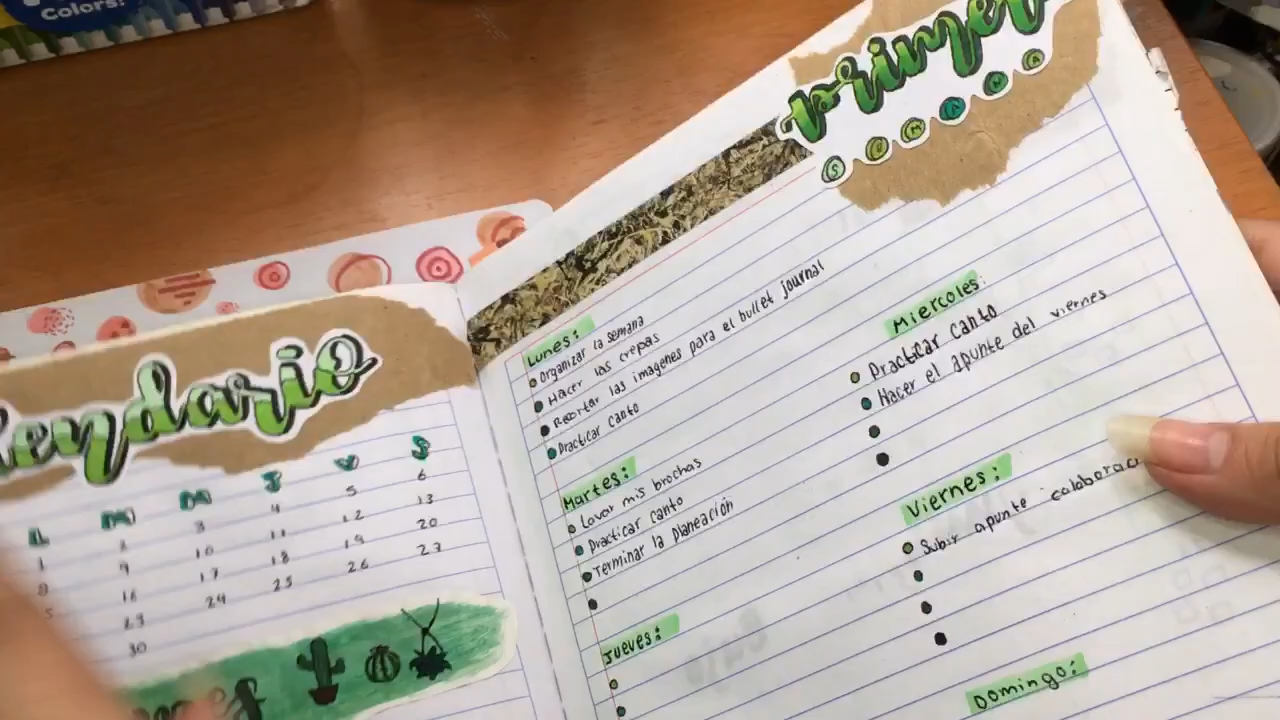 Colors!
endario
L M M J V S
1 2 3 4 5 6
8 9 10 11 12 13
16 17 18 19 20
23 24 25 26 27
30
primer
SEMANA
Lunes:
Organizar la semana
Hacer las crepas
Recortar las imagenes para el bullet journal
Practicar canto
Martes:
Lavar mis brochas
Practicar canto
Terminar la planeación
Jueves:
Miercoles:
Practicar canto
Hacer el apunte del viernes
Viernes:
Subir apunte
Domingo: